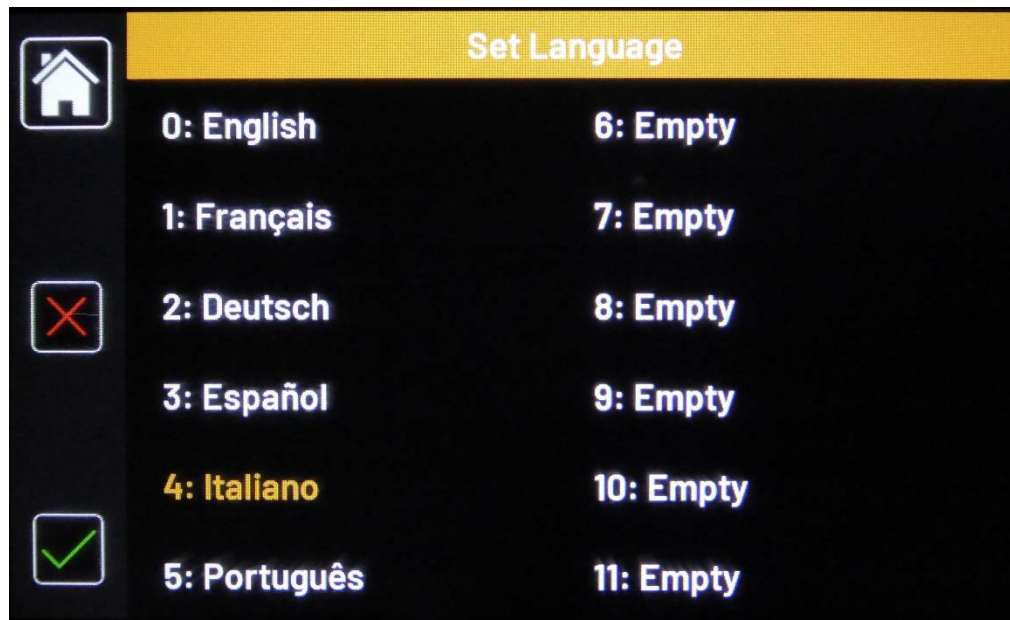 Set Language
0: English
1: Français
2: Deutsch
3: Español
4: Italiano
5: Português
6: Empty
7: Empty
8: Empty
9: Empty
10: Empty
11: Empty